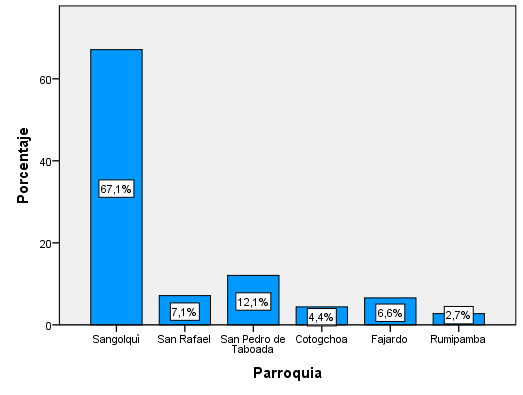 Porcentaje
60
40
20
0
67,1%
7,1%
12,1%
4,4%
6,6%
2,7%
Sangolquì
San Rafael
San Pedro de
Taboada
Cotogchoa
Fajardo
Rumipamba
Parroquia